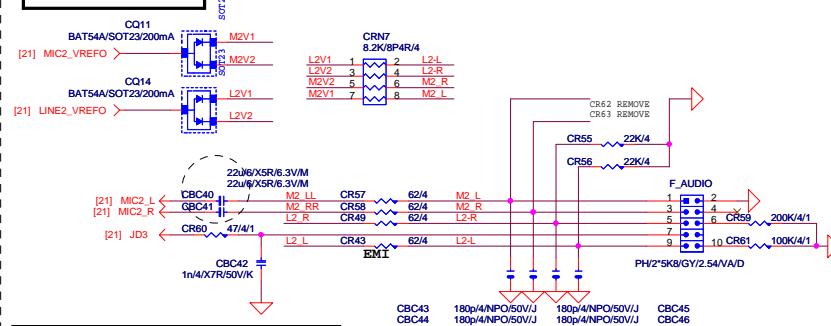 SOT2
CQ11
BAT54A/SOT23/200mA
[21] MIC2_VREFO
M2V1
M2V2
SOT23
CQ14
BAT54A/SOT23/200mA
[21] LINE2_VREFO
L2V1
L2V2
CRN7
8.2K/8P4R/4
L2V1 1 2 L2-L
L2V2 3 4 L2-R
M2V2 5 6 M2_R
M2V1 7 8 M2_L
CR62 REMOVE
CR63 REMOVE
CR55 22K/4
CR56 22K/4
22u/6/X5R/6.3V/M
22u/6/X5R/6.3V/M
[21] MIC2_L CBC40 M2_LL CR57 62/4 M2_L
[21] MIC2_R CBC41 M2_RR CR58 62/4 M2_R
L2_R CR49 62/4 L2-R
[21] JD3 CR60 47/4/1
L2_L CR43 62/4 L2-L
EMI
CBC42
1n/4/X7R/50V/K
F_AUDIO
1 2
3 4
5 6 CR59 200K/4/1
7
9 10 CR61 100K/4/1
PH/2*5K8/GY/2.54/VA/D
CBC43 180p/4/NPO/50V/J 180p/4/NPO/50V/J CBC45
CBC44 180p/4/NPO/50V/J 180p/4/NPO/50V/J CBC46